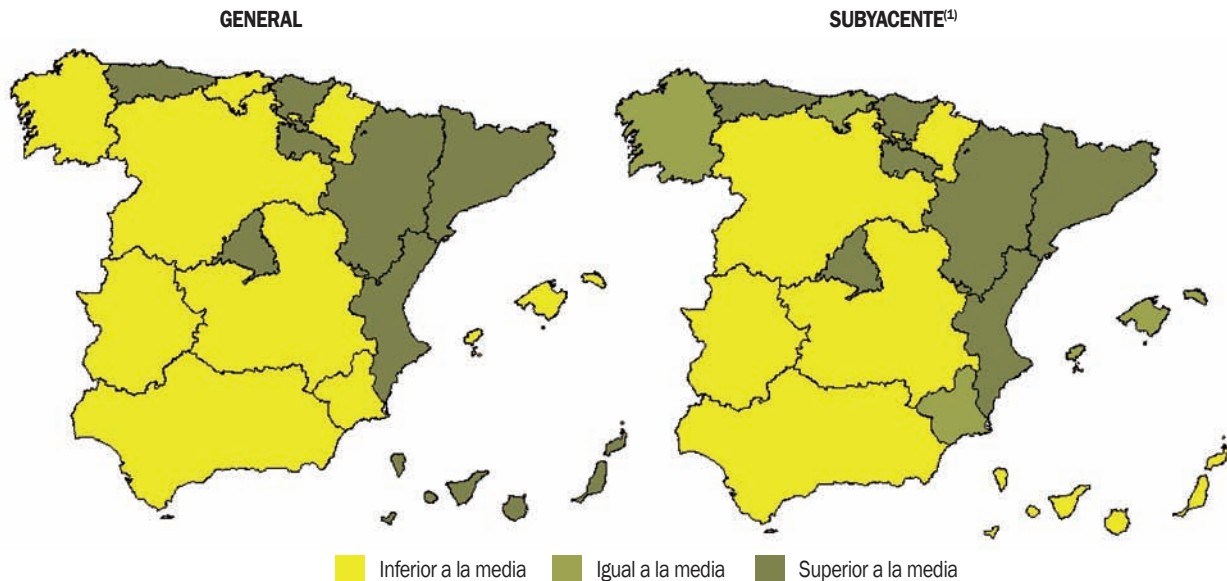 GENERAL
SUBYACENTE(1)
Inferior a la media
Igual a la media
Superior a la media